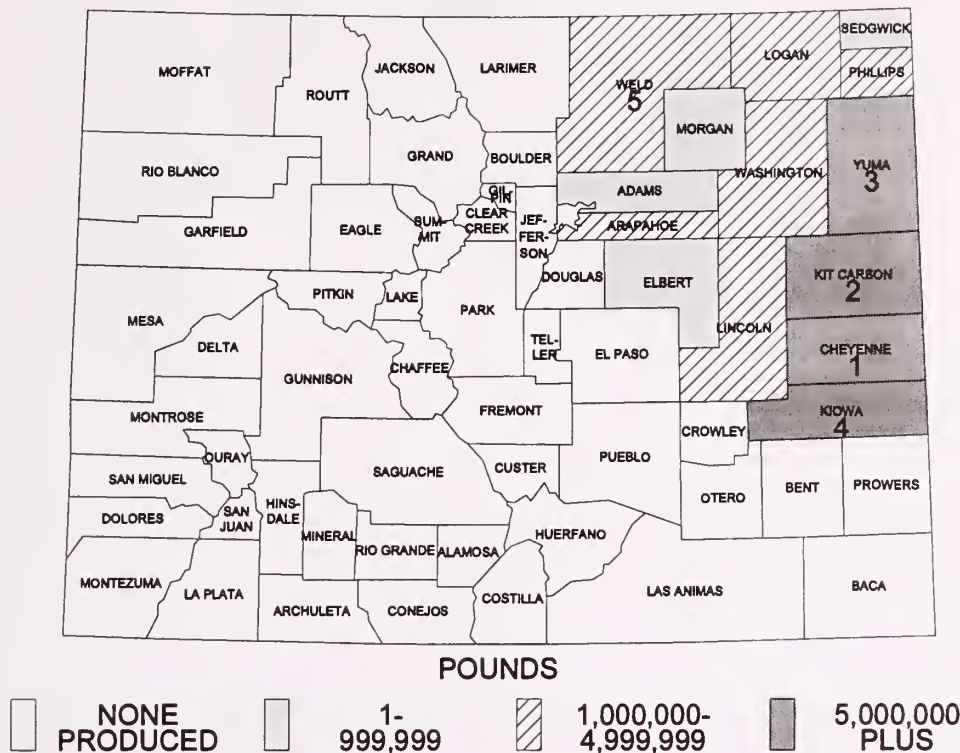 SEDGWICK
LOGAN
JACKSON
LARIMER
MOFFAT
PHILLIPS
WELD
5
ROUTT
MORGAN
GRAND
BOULDER
YUMA
3
RIO BLANCO
WASHINGTON
GIL-
PIN
ADAMS
CLEAR
CREEK
SUM-
MIT
JEF-
FER-
SON
ARAPAHOE
GARFIELD
EAGLE
DOUGLAS
ELBERT
KIT CARSON
2
PITKIN
LAKE
PARK
MESA
LINCOLN
DELTA
TEL-
LER
EL PASO
CHEYENNE
1
GUNNISON
CHAFFEE
FREMONT
KIOWA
4
MONTROSE
CROWLEY
OURAY
PUEBLO
SAGUACHE
CUSTER
SAN MIGUEL
BENT
PROWERS
OTERO
HINS-
DALE
DOLORES
SAN
JUAN
MINERAL
RIO GRANDE
ALAMOSA
HUERFANO
MONTEZUMA
LA PLATA
ARCHULETA
CONEJOS
COSTILLA
LAS ANIMAS
BACA
POUNDS
NONE
PRODUCED
1-
999,999
1,000,000-
4,999,999
5,000,000
PLUS